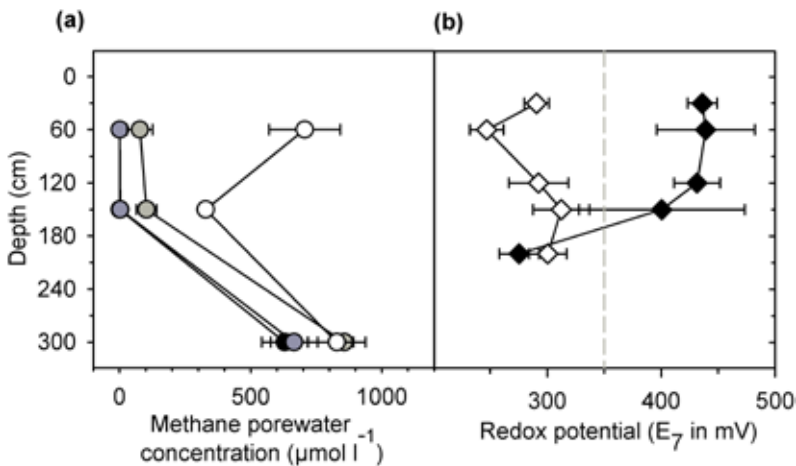 (a)
(b)
0
60
120
180
240
300
Depth (cm)
0 500 1000
300 400 500
Methane porewater
concentration (μmol l⁻¹)
Redox potential (E₇ in mV)